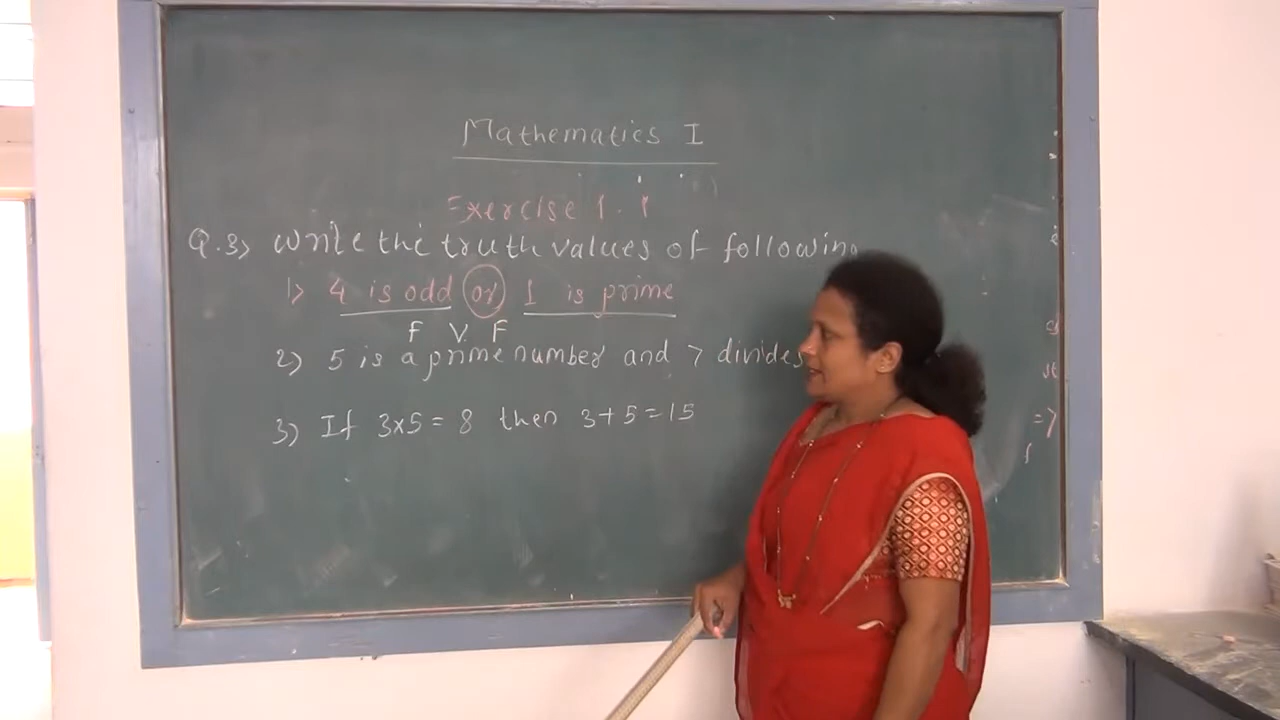 Mathematics I
Exercise 1.1
Q.3) Write the truth values of following
1) 4 is odd or 1 is prime
F V F
2) 5 is a prime number and 7 divides
3) If 3x5 = 8 then 3+5=15